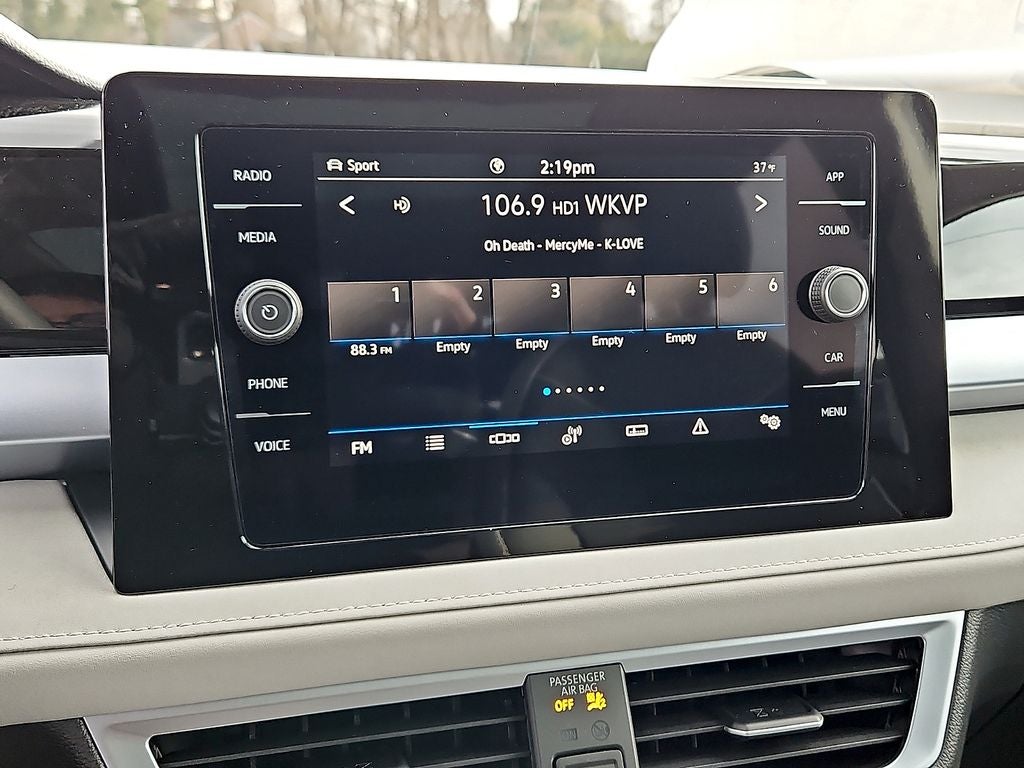 RADIO
MEDIA
PHONE
VOICE
Sport 2:19pm 37°F
106.9 HD1 WKVP
Oh Death - MercyMe - K-LOVE
1 2 3 4 5 6
88.3 FM Empty Empty Empty Empty Empty
FM
APP
SOUND
CAR
MENU
PASSENGER
AIR BAG
OFF
ON